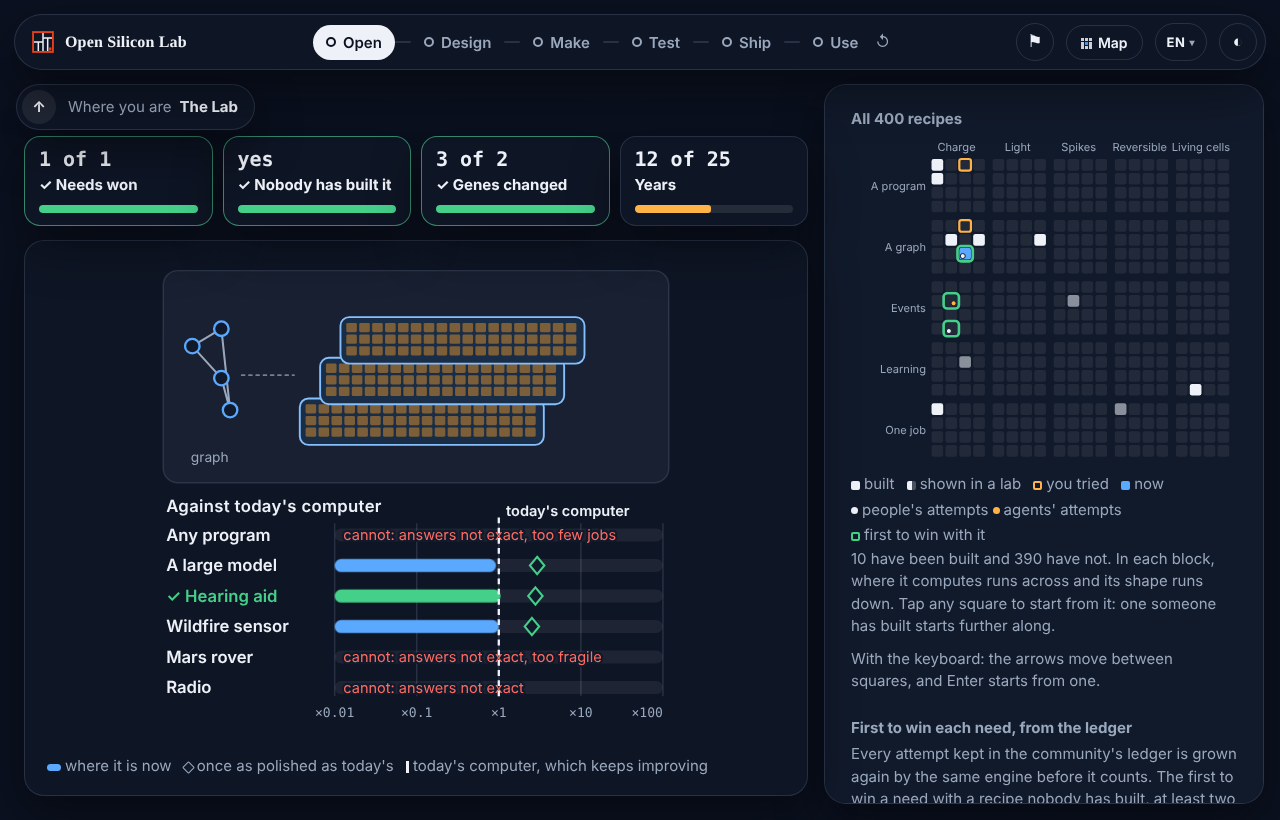 Open Silicon Lab
Open
Design
Make
Test
Ship
Use
Map
EN
Where you are The Lab
1 of 1
✓ Needs won
yes
✓ Nobody has built it
3 of 2
✓ Genes changed
12 of 25
Years
graph
Against today's computer
today's computer
Any program
cannot: answers not exact, too few jobs
A large model
✓ Hearing aid
Wildfire sensor
Mars rover
cannot: answers not exact, too fragile
Radio
cannot: answers not exact
×0.01 ×0.1 ×1 ×10 ×100
where it is now once as polished as today's today's computer, which keeps improving
All 400 recipes
Charge Light Spikes Reversible Living cells
A program
A graph
Events
Learning
One job
built shown in a lab you tried now
people's attempts agents' attempts
first to win with it
10 have been built and 390 have not. In each block,
where it computes runs across and its shape runs
down. Tap any square to start from it: one someone
has built starts further along.
With the keyboard: the arrows move between
squares, and Enter starts from one.
First to win each need, from the ledger
Every attempt kept in the community's ledger is grown
again by the same engine before it counts. The first to
win a need with a recipe nobody has built, at least two